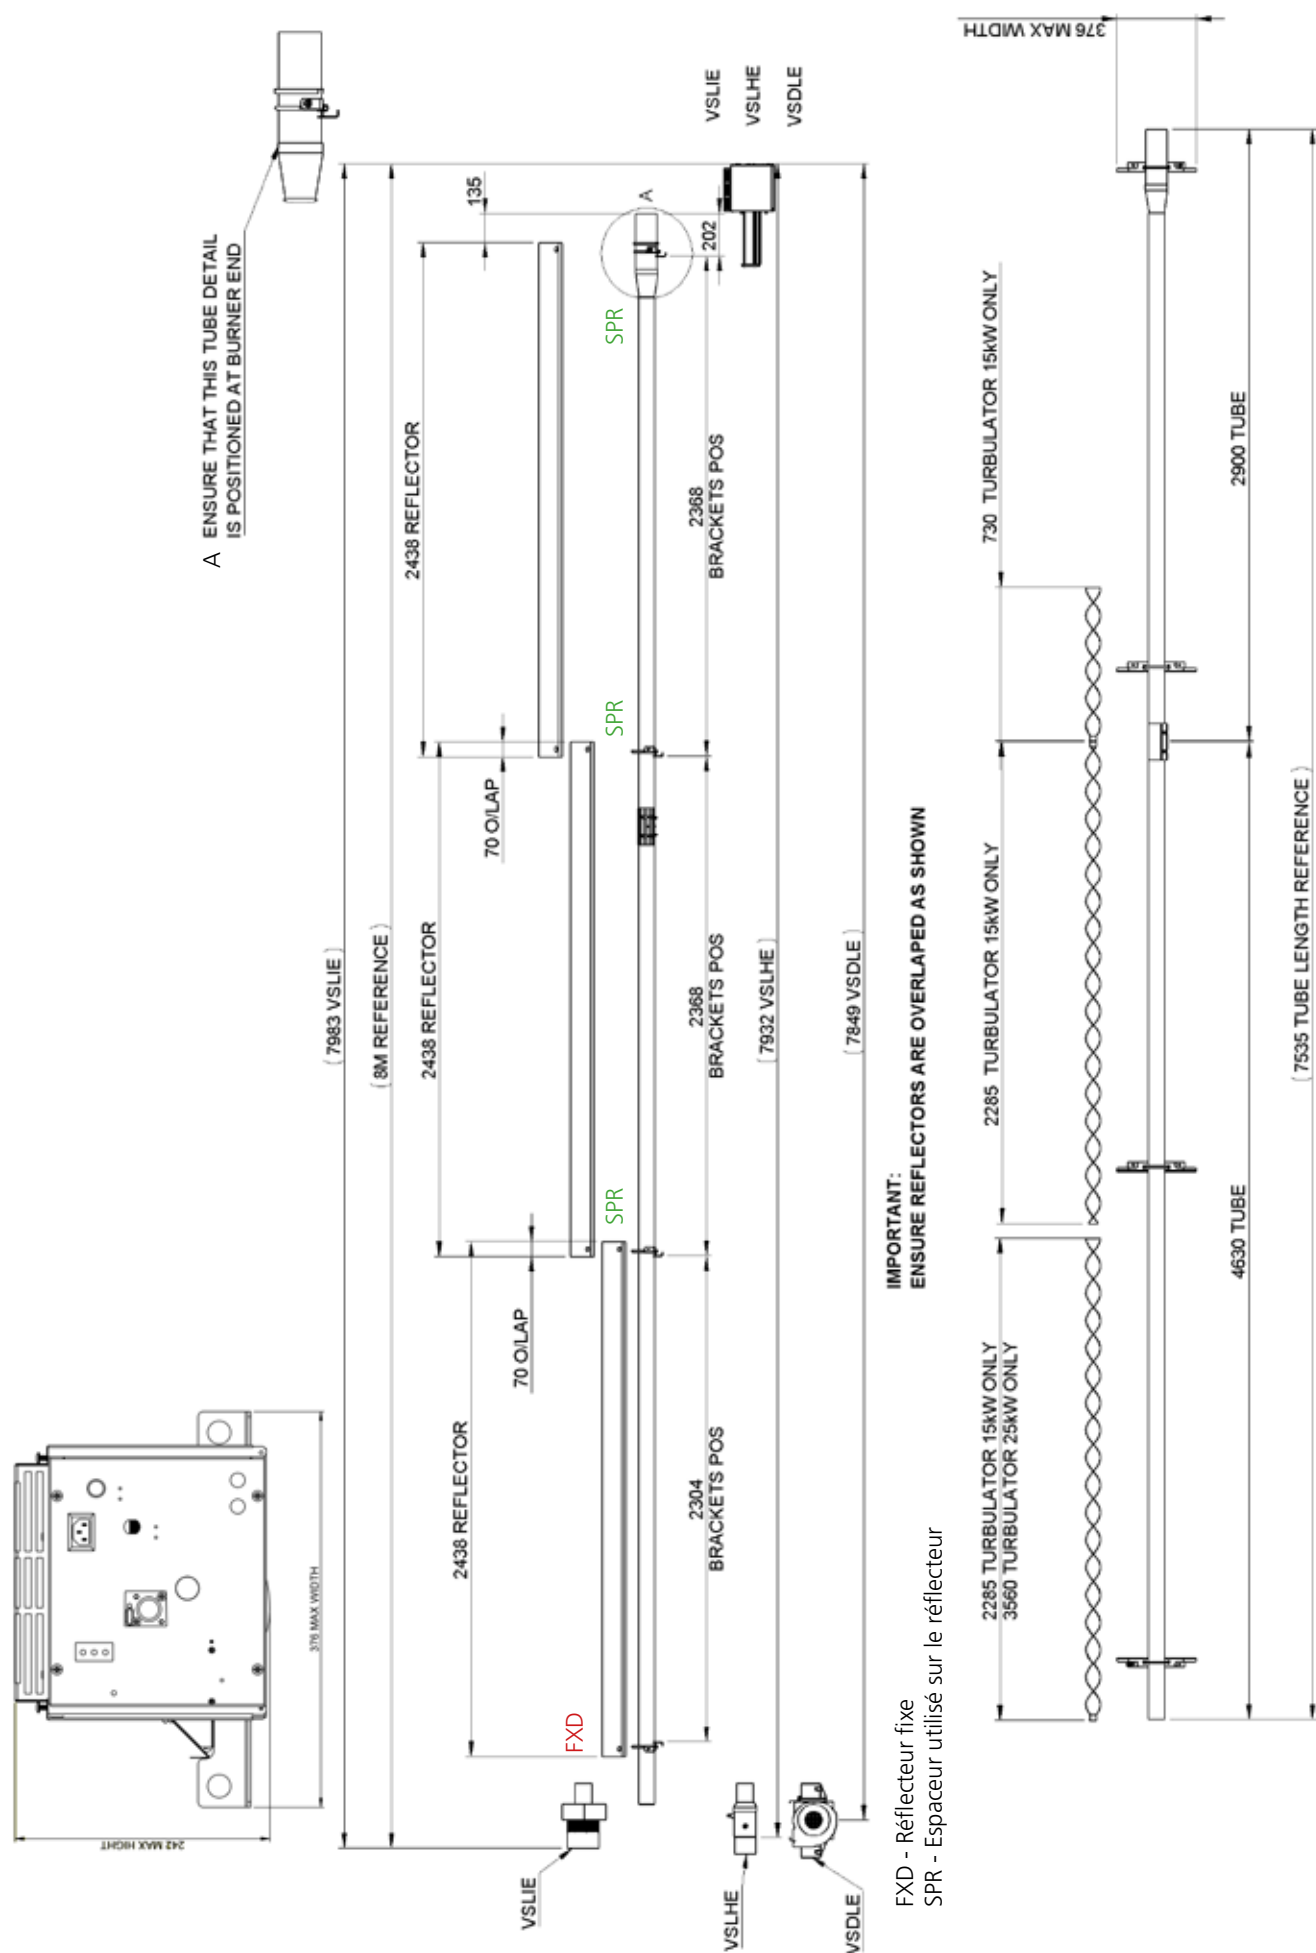 242 MAX HIGHT
376 MAX WIDTH
A ENSURE THAT THIS TUBE DETAIL
IS POSITIONED AT BURNER END
( 7983 VSLIE )
( 8M REFERENCE )
2438 REFLECTOR
2438 REFLECTOR
2438 REFLECTOR
135
70 O/LAP
70 O/LAP
FXD
SPR
SPR
SPR
A
2304
BRACKETS POS
2368
BRACKETS POS
2368
BRACKETS POS
202
VSLIE
VSLHE
VSDLE
VSLIE
VSLHE
VSDLE
( 7932 VSLHE )
( 7849 VSDLE )
IMPORTANT:
ENSURE REFLECTORS ARE OVERLAPED AS SHOWN
FXD - Réflecteur fixe
SPR - Espaceur utilisé sur le réflecteur
376 MAX WIDTH
2285 TURBULATOR 15kW ONLY
3560 TURBULATOR 25kW ONLY
2285 TURBULATOR 15kW ONLY
730 TURBULATOR 15kW ONLY
4630 TUBE
2900 TUBE
( 7535 TUBE LENGTH REFERENCE )